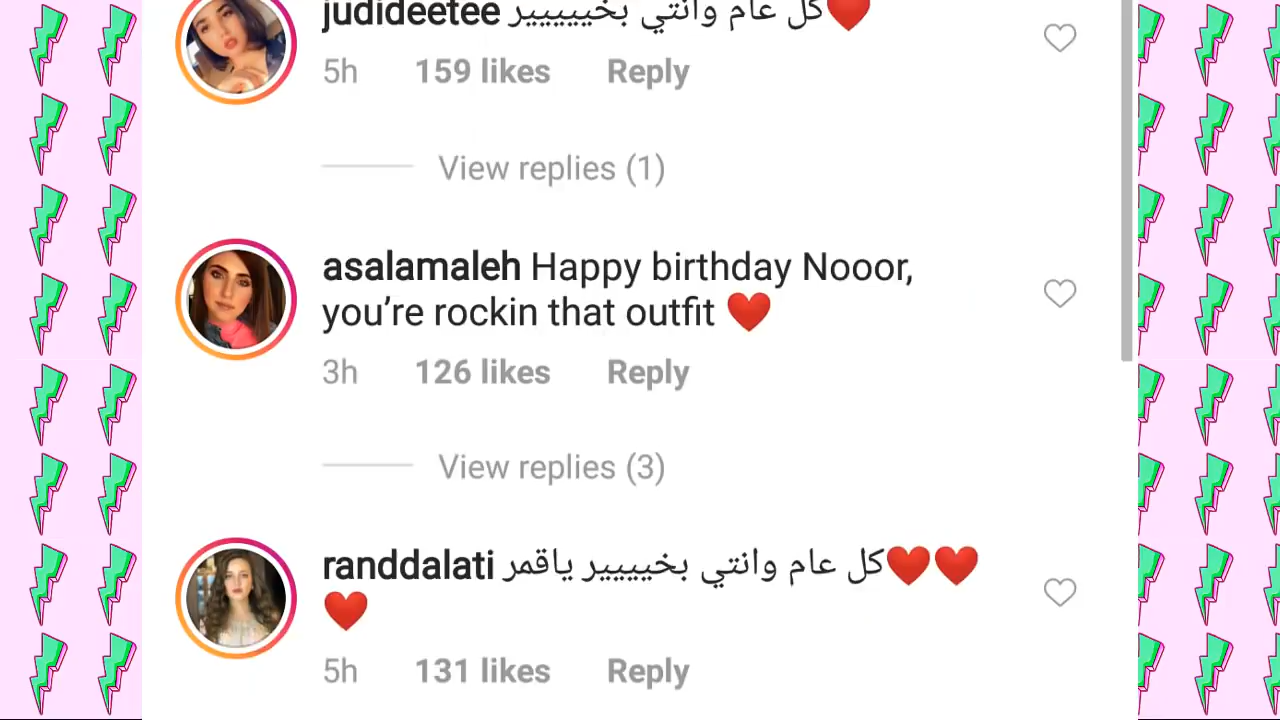 judideetee كل عام وانتي بخيييييير❤️
5h 159 likes Reply
View replies (1)
asalamaleh Happy birthday Nooor,
you’re rockin that outfit ❤️
3h 126 likes Reply
View replies (3)
randdalati كل عام وانتي بخيييير ياقمر❤️❤️
❤️
5h 131 likes Reply